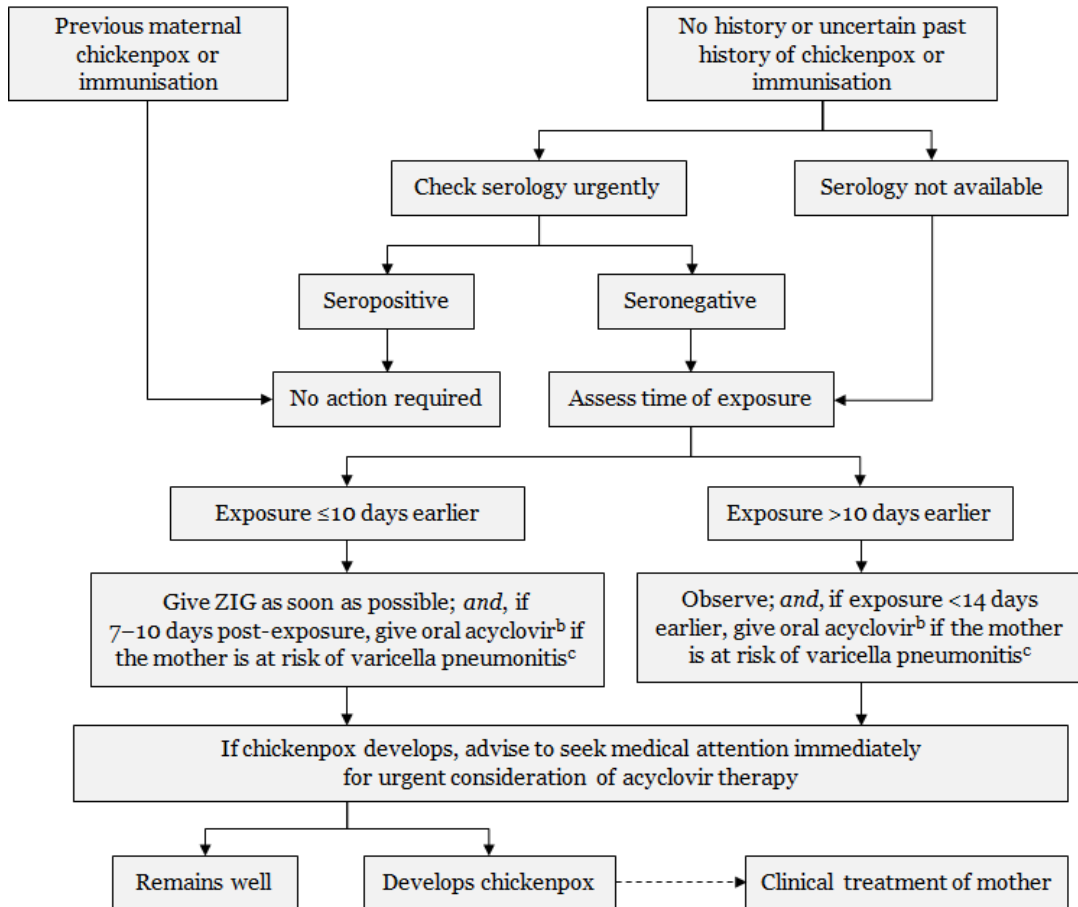 Previous maternal
chickenpox or
immunisation
No history or uncertain past
history of chickenpox or
immunisation
Check serology urgently
Serology not available
Seropositive
Seronegative
No action required
Assess time of exposure
Exposure ≤10 days earlier
Exposure >10 days earlier
Give ZIG as soon as possible; and, if
7–10 days post-exposure, give oral acyclovirᵇ if
the mother is at risk of varicella pneumonitisᶜ
Observe; and, if exposure <14 days
earlier, give oral acyclovirᵇ if the mother
is at risk of varicella pneumonitisᶜ
If chickenpox develops, advise to seek medical attention immediately
for urgent consideration of acyclovir therapy
Remains well
Develops chickenpox
Clinical treatment of mother